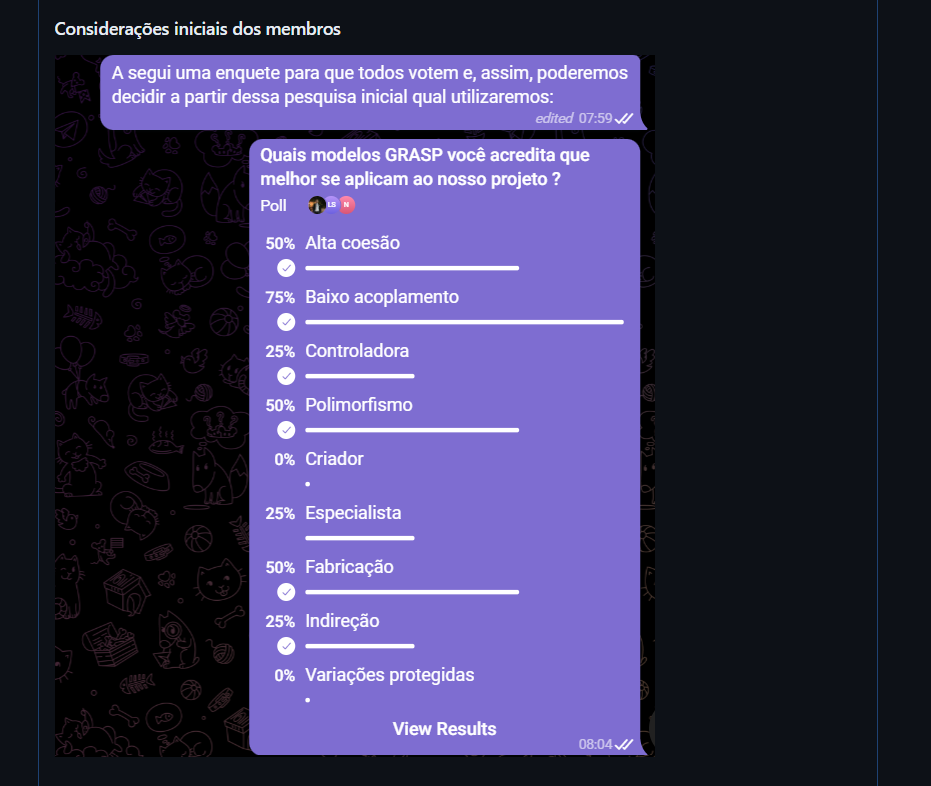 Considerações iniciais dos membros
A segui uma enquete para que todos votem e, assim, poderemos
decidir a partir dessa pesquisa inicial qual utilizaremos:
edited 07:59
Quais modelos GRASP você acredita que
melhor se aplicam ao nosso projeto ?
Poll LS N
50% Alta coesão
75% Baixo acoplamento
25% Controladora
50% Polimorfismo
0% Criador
25% Especialista
50% Fabricação
25% Indireção
0% Variações protegidas
View Results
08:04